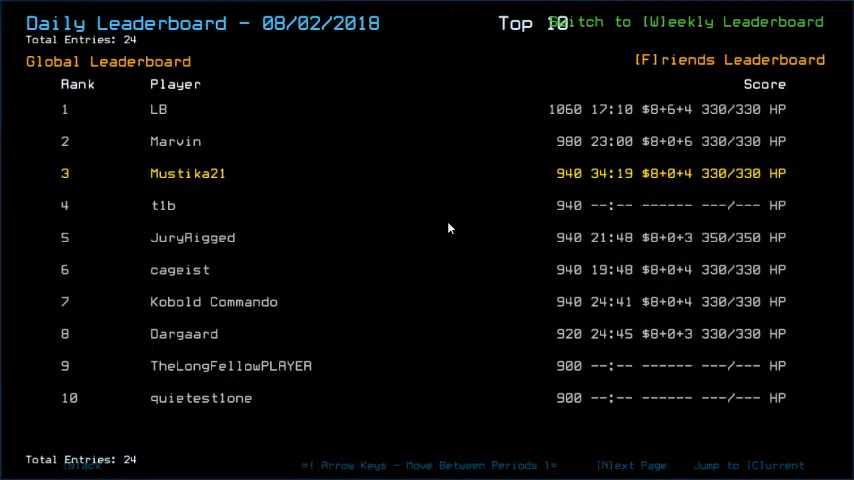 Daily Leaderboard - 08/02/2018 Top 10 Switch to [W]eekly Leaderboard
Total Entries: 24
Global Leaderboard [F]riends Leaderboard
Rank Player Score
1 LB 1060 17:10 $8+6+4 330/330 HP
2 Marvin 980 23:00 $8+0+6 330/330 HP
3 Mustika21 940 34:19 $8+0+4 330/330 HP
4 t1b 940 --:-- ------ ---/--- HP
5 JuryRigged 940 21:48 $8+0+3 350/350 HP
6 cageist 940 19:48 $8+0+4 330/330 HP
7 Kobold Commando 940 24:41 $8+0+4 330/330 HP
8 Dargaard 920 24:45 $8+0+3 330/330 HP
9 TheLongFellowPLAYER 900 --:-- ------ ---/--- HP
10 quietest1one 900 --:-- ------ ---/--- HP
Total Entries: 24
[B]ack =[ Arrow Keys - Move Between Periods ]= [N]ext Page Jump to [C]urrent